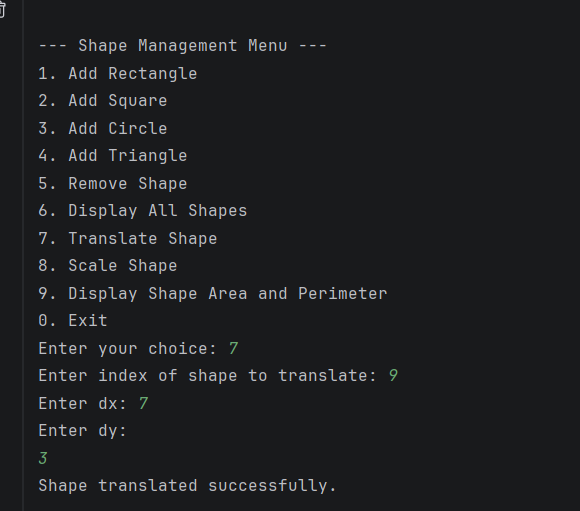 --- Shape Management Menu ---
1. Add Rectangle
2. Add Square
3. Add Circle
4. Add Triangle
5. Remove Shape
6. Display All Shapes
7. Translate Shape
8. Scale Shape
9. Display Shape Area and Perimeter
0. Exit
Enter your choice: 7
Enter index of shape to translate: 9
Enter dx: 7
Enter dy:
3
Shape translated successfully.